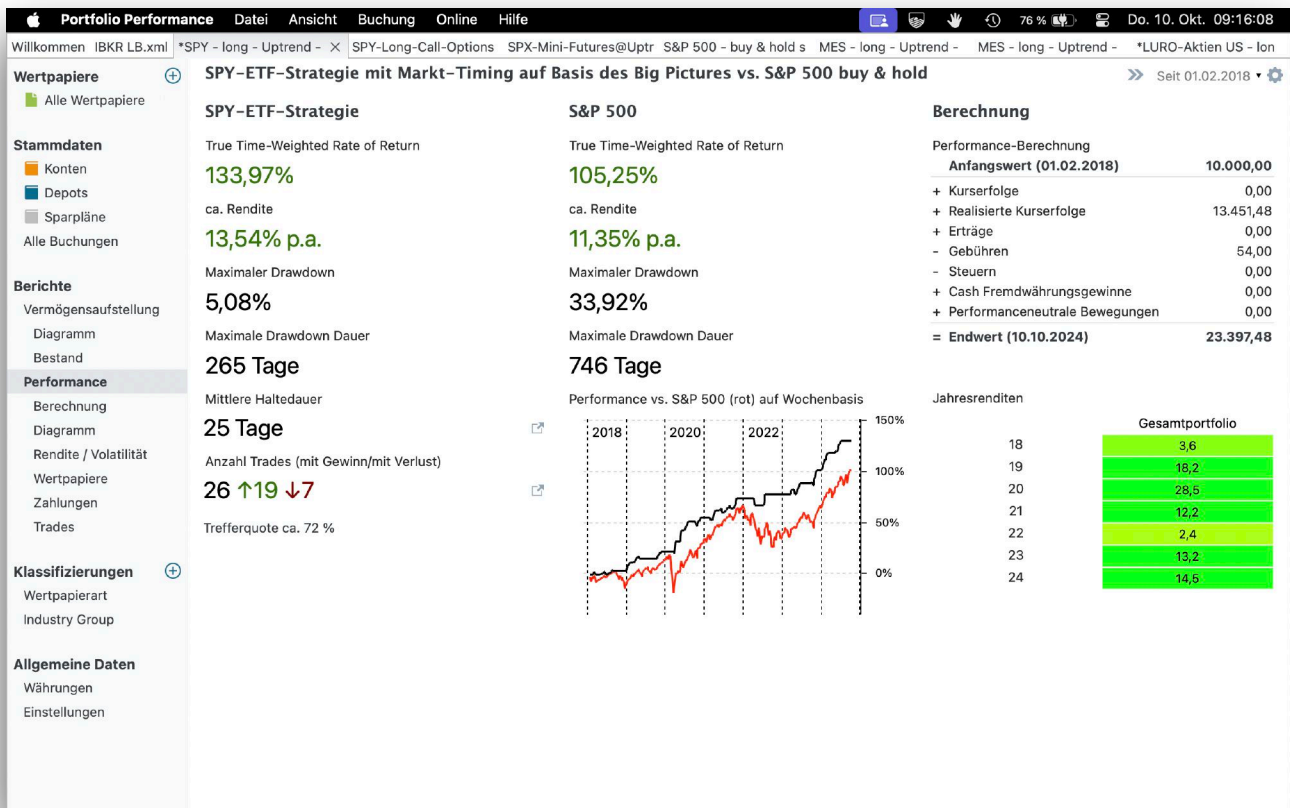 Portfolio Performance Datei Ansicht Buchung Online Hilfe 76 % Do. 10. Okt. 09:16:08
Willkommen IBKR LB.xml *SPY - long - Uptrend - SPY-Long-Call-Options SPX-Mini-Futures@Uptr S&P 500 - buy & hold s MES - long - Uptrend - MES - long - Uptrend - *LURO-Aktien US - lon
Wertpapiere
Alle Wertpapiere
Stammdaten
Konten
Depots
Sparpläne
Alle Buchungen
Berichte
Vermögensaufstellung
Diagramm
Bestand
Performance
Berechnung
Diagramm
Rendite / Volatilität
Wertpapiere
Zahlungen
Trades
Klassifizierungen
Wertpapierart
Industry Group
Allgemeine Daten
Währungen
Einstellungen
SPY-ETF-Strategie mit Markt-Timing auf Basis des Big Pictures vs. S&P 500 buy & hold
Seit 01.02.2018
SPY-ETF-Strategie
True Time-Weighted Rate of Return
133,97%
ca. Rendite
13,54% p.a.
Maximaler Drawdown
5,08%
Maximale Drawdown Dauer
265 Tage
Mittlere Haltedauer
25 Tage
Anzahl Trades (mit Gewinn/mit Verlust)
26 ↑19 ↓7
Trefferquote ca. 72 %
S&P 500
True Time-Weighted Rate of Return
105,25%
ca. Rendite
11,35% p.a.
Maximaler Drawdown
33,92%
Maximale Drawdown Dauer
746 Tage
Performance vs. S&P 500 (rot) auf Wochenbasis
2018 2020 2022
150%
100%
50%
0%
Berechnung
Performance-Berechnung
Anfangswert (01.02.2018) 10.000,00
+ Kurserfolge 0,00
+ Realisierte Kurserfolge 13.451,48
+ Erträge 0,00
- Gebühren 54,00
- Steuern 0,00
+ Cash Fremdwährungsgewinne 0,00
+ Performanceneutrale Bewegungen 0,00
= Endwert (10.10.2024) 23.397,48
Jahresrenditen
Gesamtportfolio
18 3,6
19 18,2
20 28,5
21 12,2
22 2,4
23 13,2
24 14,5